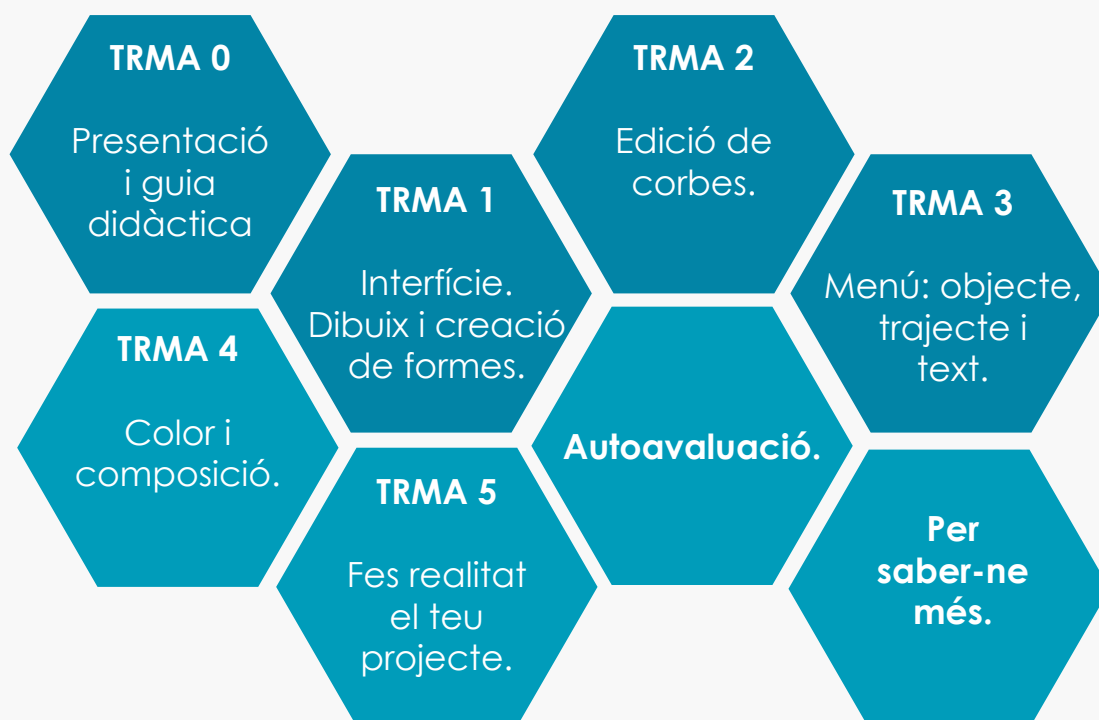 TRMA 0
Presentació
i guia
didàctica
TRMA 1
Interfície.
Dibuix i creació
de formes.
TRMA 2
Edició de
corbes.
TRMA 3
Menú: objecte,
trajecte i
text.
TRMA 4
Color i
composició.
TRMA 5
Fes realitat
el teu
projecte.
Autoavaluació.
Per
saber-ne
més.